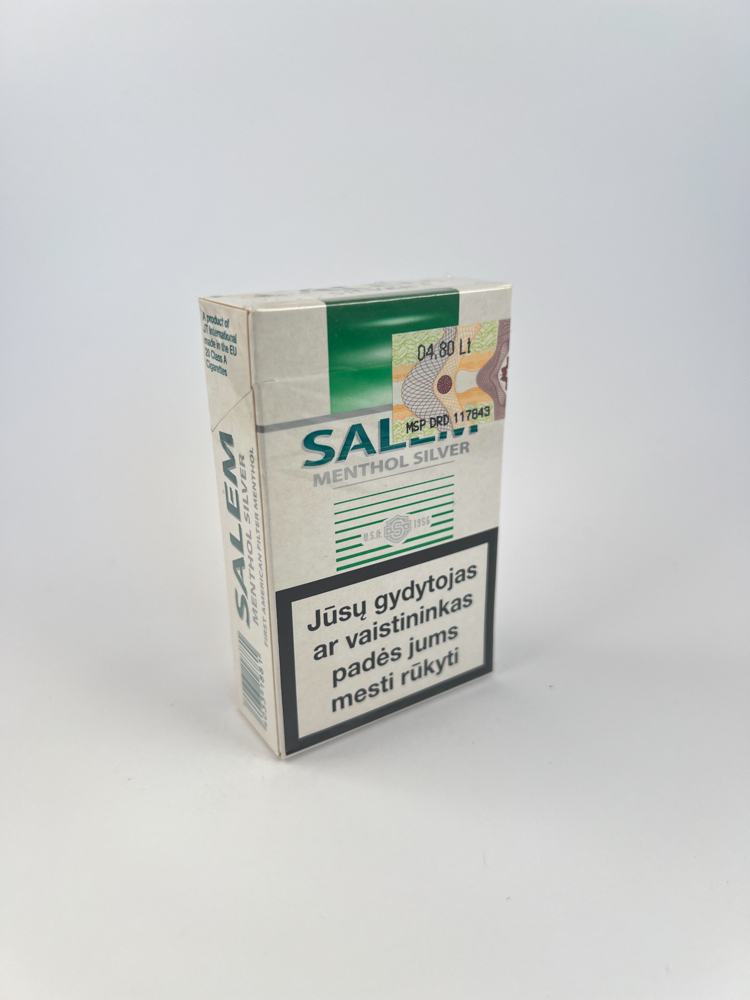 A product of
JT International
made in the EU
20 Class A
Cigarettes
04.80 Lt
MSP DRD 117843
SALEM
MENTHOL SILVER
U.S.A. 1956
Jūsų gydytojas
ar vaistininkas
padės jums
mesti rūkyti
SALEM
MENTHOL SILVER
FIRST AMERICAN FILTER MENTHOL